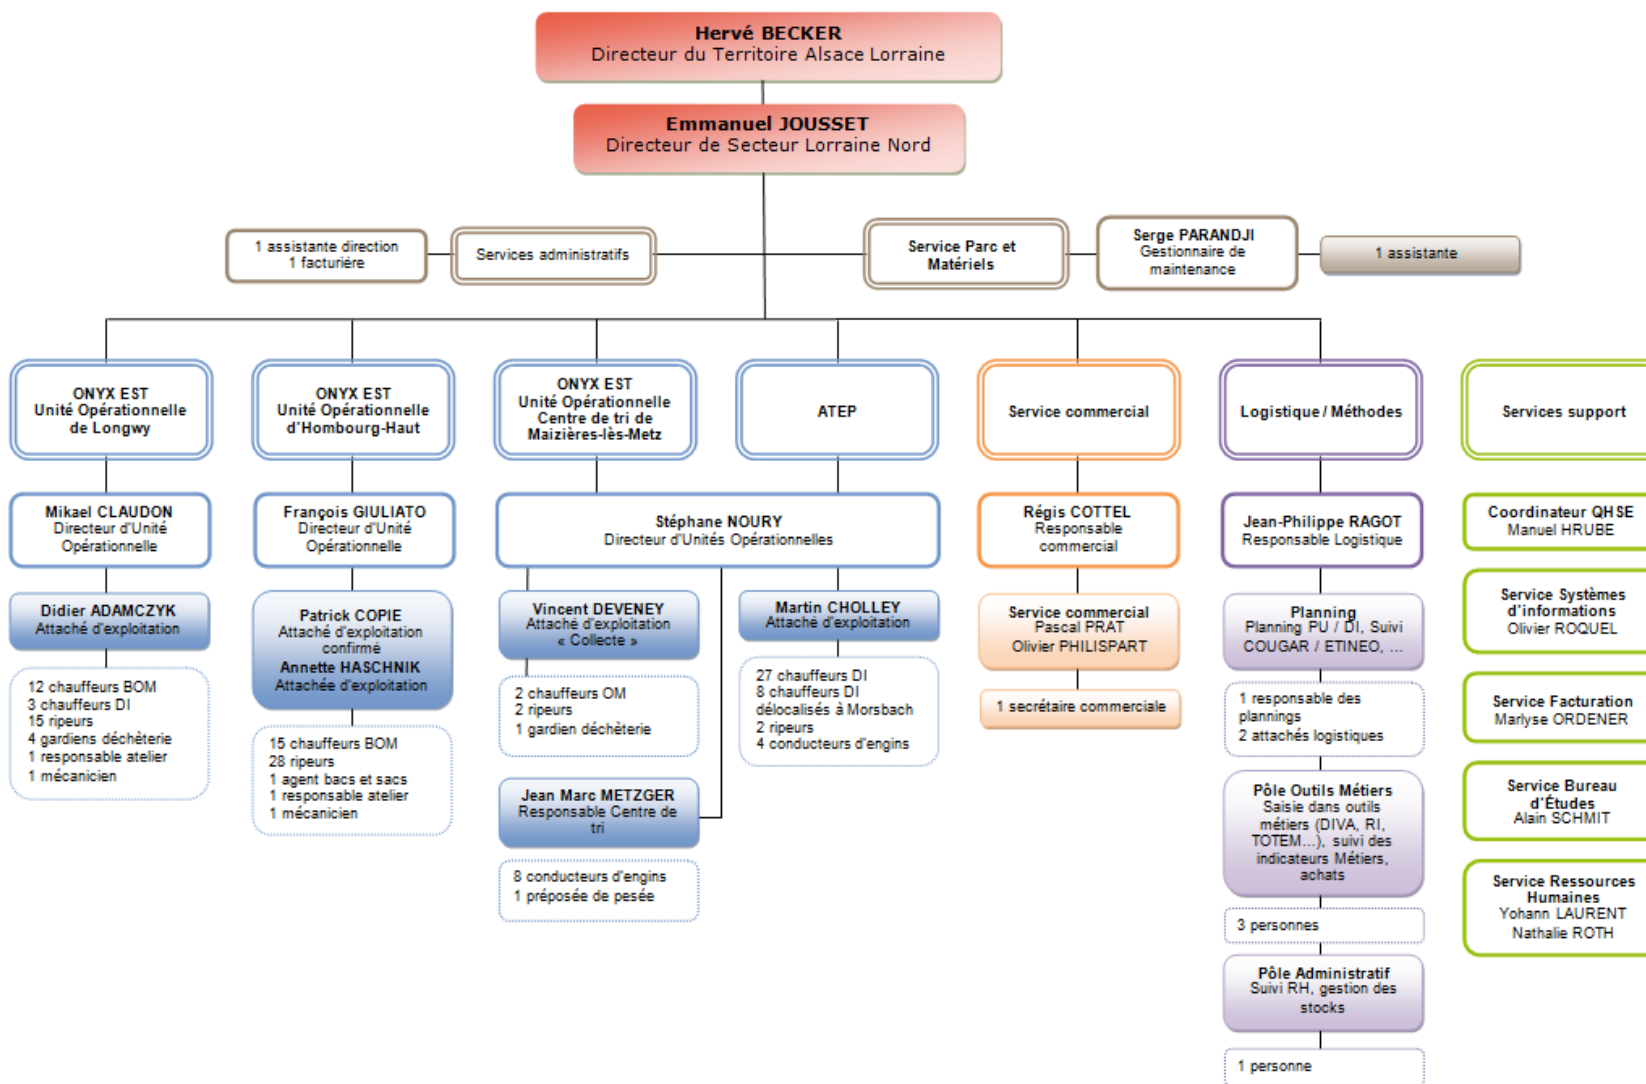 Hervé BECKER
Directeur du Territoire Alsace Lorraine
Emmanuel JOUSSET
Directeur de Secteur Lorraine Nord
1 assistante direction
1 facturière
Services administratifs
Service Parc et
Matériels
Serge PARANDJI
Gestionnaire de
maintenance
1 assistante
ONYX EST
Unité Opérationnelle
de Longwy
Mikael CLAUDON
Directeur d'Unité
Opérationnelle
Didier ADAMCZYK
Attaché d'exploitation
12 chauffeurs BOM
3 chauffeurs DI
15 ripeurs
4 gardiens déchèterie
1 responsable atelier
1 mécanicien
ONYX EST
Unité Opérationnelle
d'Hombourg-Haut
François GIULIATO
Directeur d'Unité
Opérationnelle
Patrick COPIE
Attaché d'exploitation
confirmé
Annette HASCHNIK
Attachée d'exploitation
15 chauffeurs BOM
28 ripeurs
1 agent bacs et sacs
1 responsable atelier
1 mécanicien
ONYX EST
Unité Opérationnelle
Centre de tri de
Maizières-lès-Metz
ATEP
Stéphane NOURY
Directeur d'Unités Opérationnelles
Vincent DEVENEY
Attaché d'exploitation
« Collecte »
2 chauffeurs OM
2 ripeurs
1 gardien déchèterie
Jean Marc METZGER
Responsable Centre de
tri
8 conducteurs d'engins
1 préposée de pesée
Martin CHOLLEY
Attaché d'exploitation
27 chauffeurs DI
8 chauffeurs DI
délocalisés à Morsbach
2 ripeurs
4 conducteurs d'engins
Service commercial
Régis COTTEL
Responsable
commercial
Service commercial
Pascal PRAT
Olivier PHILISPART
1 secrétaire commerciale
Logistique / Méthodes
Jean-Philippe RAGOT
Responsable Logistique
Planning
Planning PU / DI, Suivi
COUGAR / ETINEO, ...
1 responsable des
plannings
2 attachés logistiques
Pôle Outils Métiers
Saisie dans outils
métiers (DIVA, RI,
TOTEM...), suivi des
indicateurs Métiers,
achats
3 personnes
Pôle Administratif
Suivi RH, gestion des
stocks
1 personne
Services support
Coordinateur QHSE
Manuel HRUBE
Service Systèmes
d'informations
Olivier ROQUEL
Service Facturation
Marlyse ORDENER
Service Bureau
d'Études
Alain SCHMIT
Service Ressources
Humaines
Yohann LAURENT
Nathalie ROTH